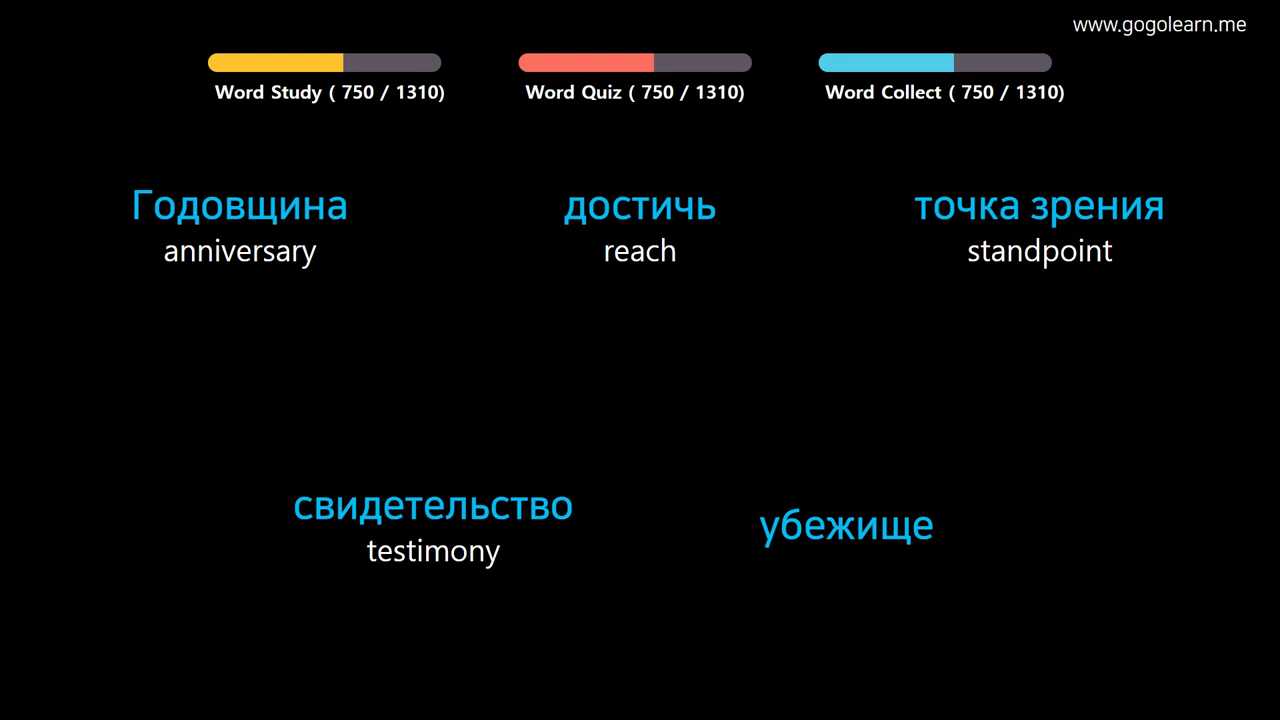 www.gogolearn.me
Word Study ( 750 / 1310)
Word Quiz ( 750 / 1310)
Word Collect ( 750 / 1310)
Годовщина
anniversary
достичь
reach
точка зрения
standpoint
свидетельство
testimony
убежище